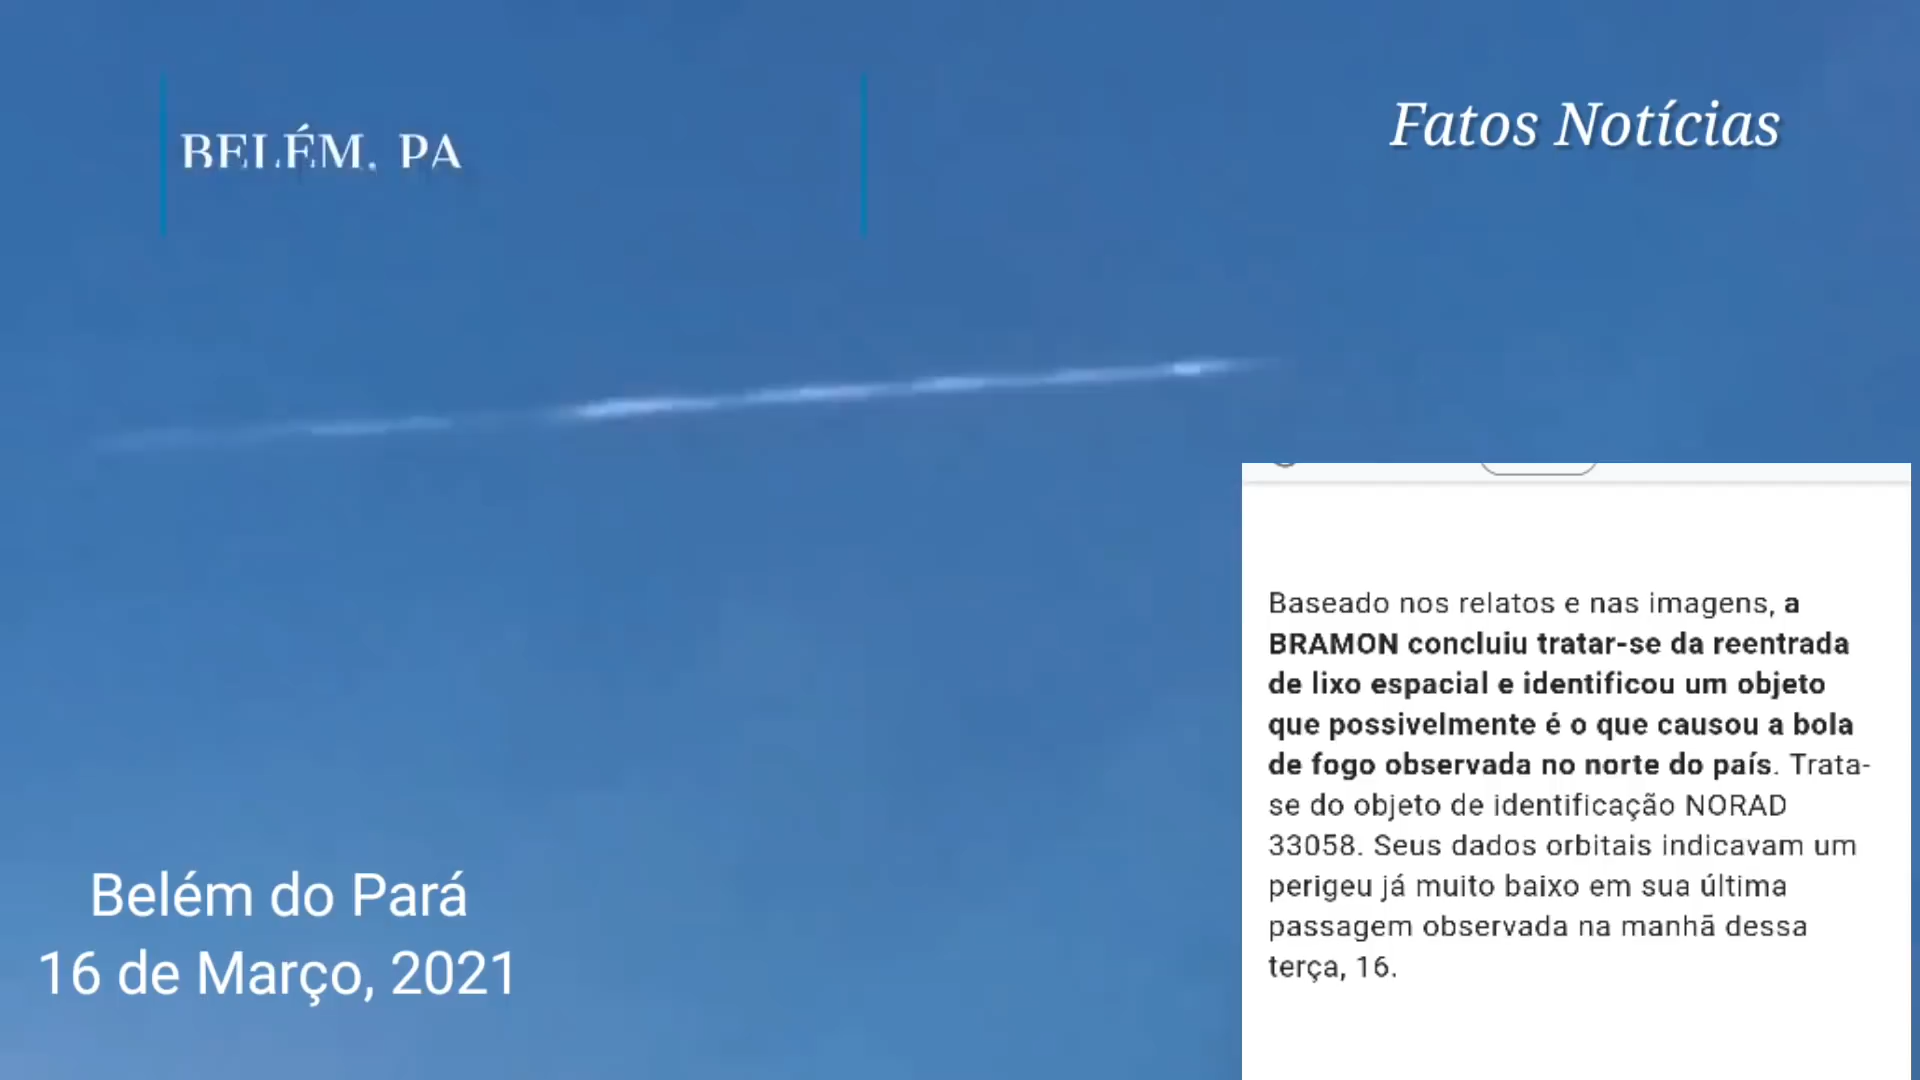 BELÉM, PA
Fatos Notícias
Baseado nos relatos e nas imagens, a
BRAMON concluiu tratar-se da reentrada
de lixo espacial e identificou um objeto
que possivelmente é o que causou a bola
de fogo observada no norte do país. Trata-
se do objeto de identificação NORAD
33058. Seus dados orbitais indicavam um
perigeu já muito baixo em sua última
passagem observada na manhã dessa
terça, 16.
Belém do Pará
16 de Março, 2021